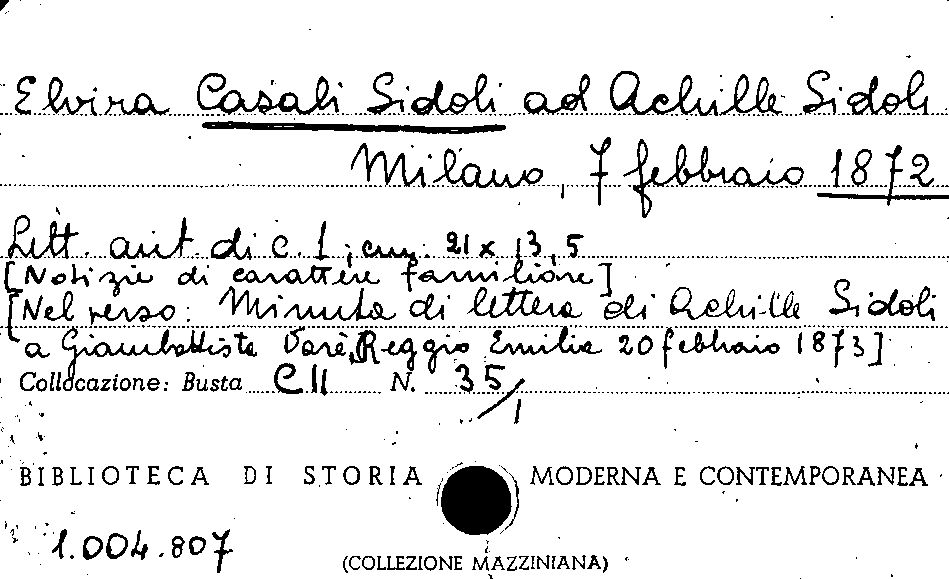 Elvira Casali Sidoli ad Achille Sidoli
Milano, 7 febbraio 1872
Lett. aut. di c. 1; cm. 21 x 13,5
[Notizie di carattere familiare]
[Nel verso: Minuta di lettera di Achille Sidoli
a Giambattista Varè, Reggio Emilia 20 febbraio 1873]
Collocazione: Busta CII N. 35/1
BIBLIOTECA DI STORIA MODERNA E CONTEMPORANEA
1.004.807
(COLLEZIONE MAZZINIANA)